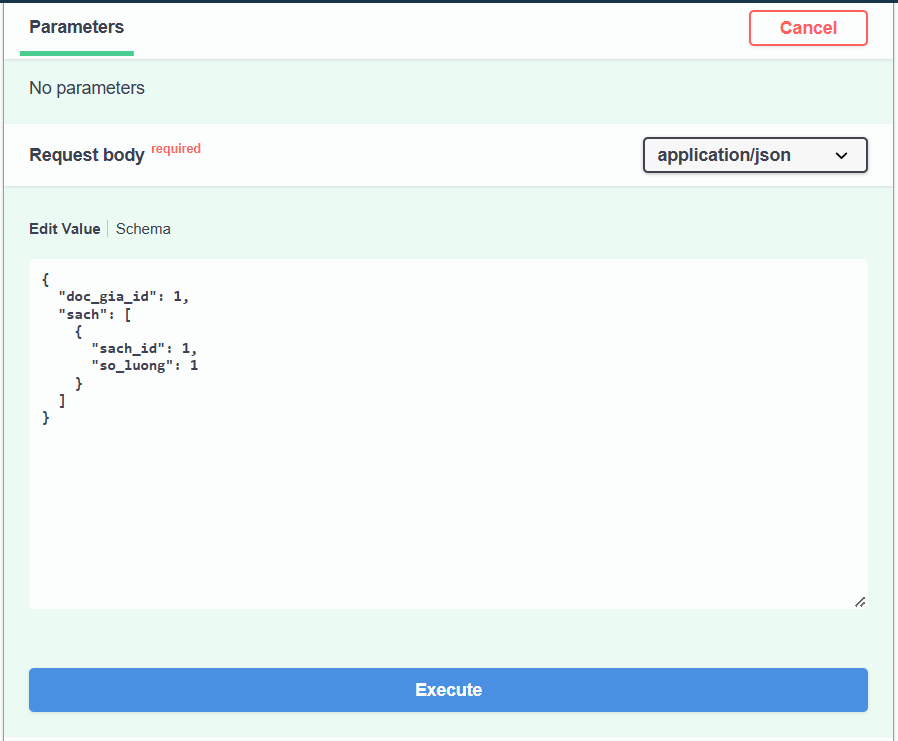 Parameters
Cancel
No parameters
Request body required
application/json
Edit Value
Schema
{
  "doc_gia_id": 1,
  "sach": [
    {
      "sach_id": 1,
      "so_luong": 1
    }
  ]
}
Execute